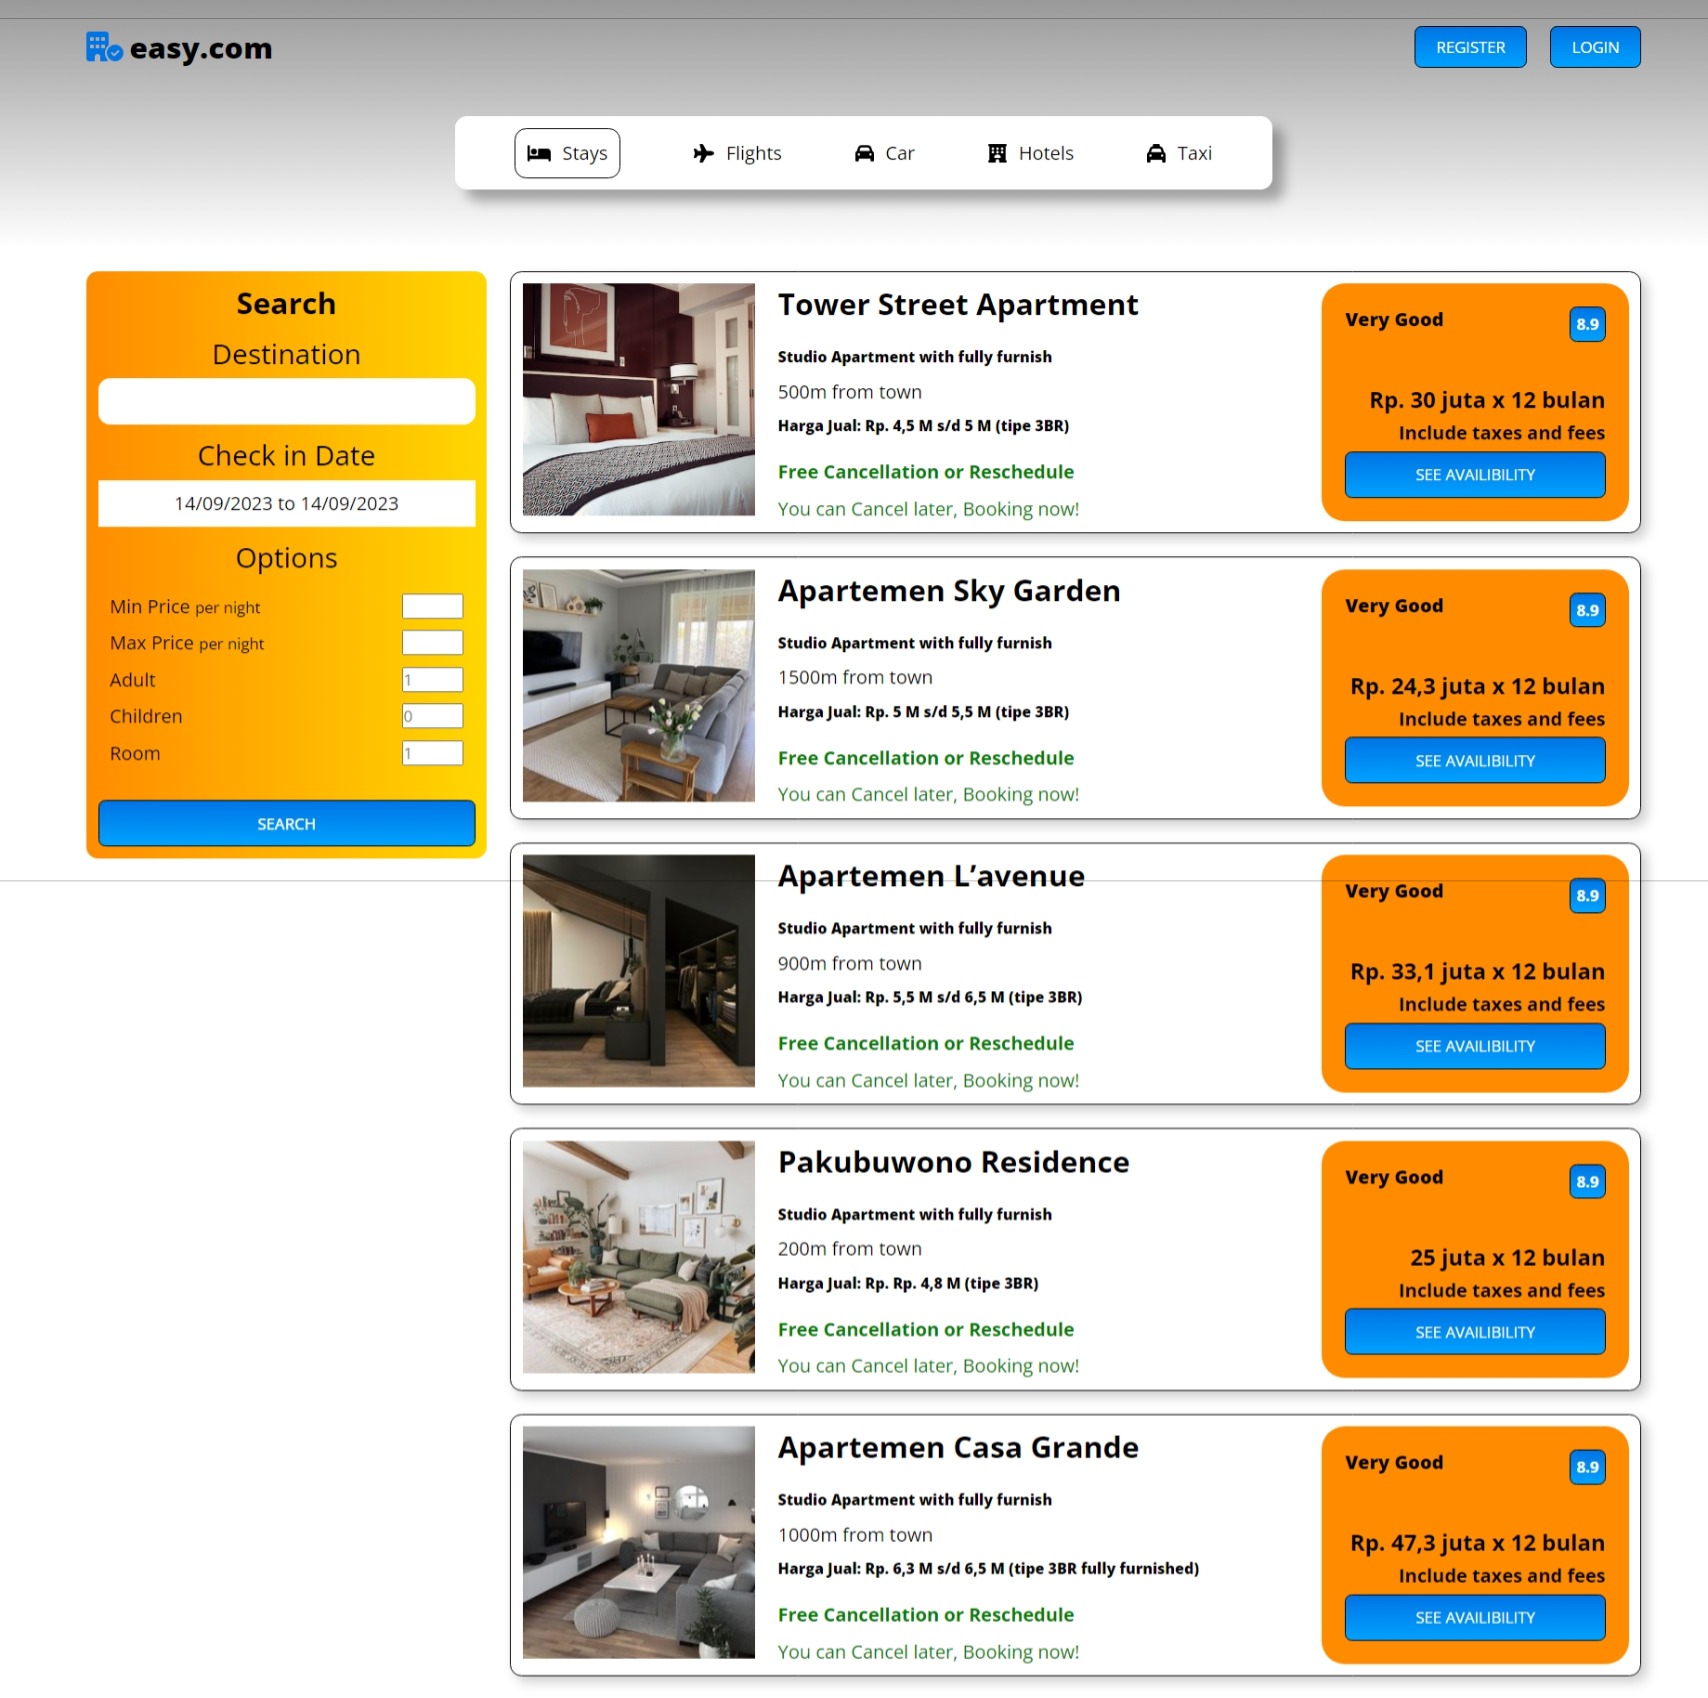 easy.com
REGISTER
LOGIN
Stays
Flights
Car
Hotels
Taxi
Search
Destination
Check in Date
14/09/2023 to 14/09/2023
Options
Min Price per night
Max Price per night
Adult
1
Children
0
Room
1
SEARCH
Tower Street Apartment
Studio Apartment with fully furnish
500m from town
Harga Jual: Rp. 4,5 M s/d 5 M (tipe 3BR)
Free Cancellation or Reschedule
You can Cancel later, Booking now!
Very Good
8.9
Rp. 30 juta x 12 bulan
Include taxes and fees
SEE AVAILIBILITY
Apartemen Sky Garden
Studio Apartment with fully furnish
1500m from town
Harga Jual: Rp. 5 M s/d 5,5 M (tipe 3BR)
Free Cancellation or Reschedule
You can Cancel later, Booking now!
Very Good
8.9
Rp. 24,3 juta x 12 bulan
Include taxes and fees
SEE AVAILIBILITY
Apartemen L’avenue
Studio Apartment with fully furnish
900m from town
Harga Jual: Rp. 5,5 M s/d 6,5 M (tipe 3BR)
Free Cancellation or Reschedule
You can Cancel later, Booking now!
Very Good
8.9
Rp. 33,1 juta x 12 bulan
Include taxes and fees
SEE AVAILIBILITY
Pakubuwono Residence
Studio Apartment with fully furnish
200m from town
Harga Jual: Rp. Rp. 4,8 M (tipe 3BR)
Free Cancellation or Reschedule
You can Cancel later, Booking now!
Very Good
8.9
25 juta x 12 bulan
Include taxes and fees
SEE AVAILIBILITY
Apartemen Casa Grande
Studio Apartment with fully furnish
1000m from town
Harga Jual: Rp. 6,3 M s/d 6,5 M (tipe 3BR fully furnished)
Free Cancellation or Reschedule
You can Cancel later, Booking now!
Very Good
8.9
Rp. 47,3 juta x 12 bulan
Include taxes and fees
SEE AVAILIBILITY